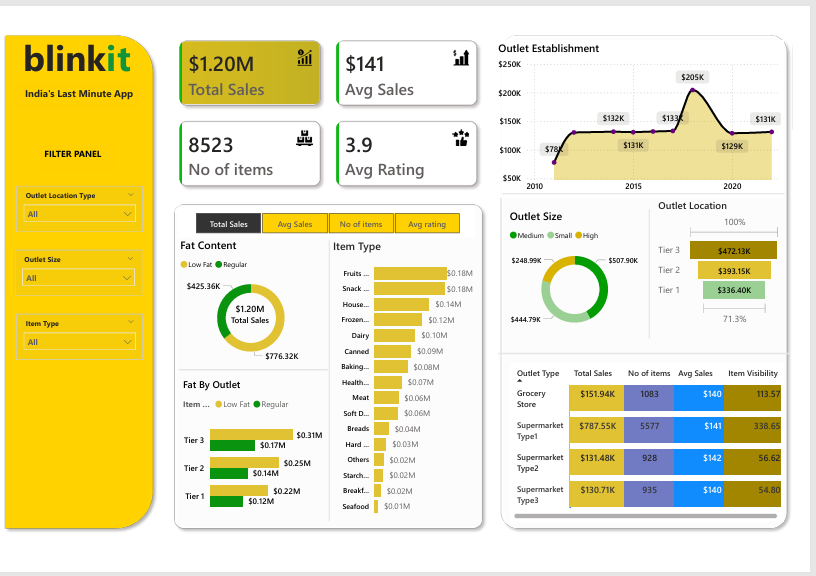 blinkit
India's Last Minute App
FILTER PANEL
Outlet Location Type
All
Outlet Size
All
Item Type
All
$1.20M
Total Sales
$141
Avg Sales
8523
No of items
3.9
Avg Rating
Total Sales
Avg Sales
No of items
Avg rating
Fat Content
Low Fat
Regular
$425.36K
$1.20M
Total Sales
$776.32K
Fat By Outlet
Item ...
Low Fat
Regular
Tier 3
$0.31M
$0.17M
Tier 2
$0.25M
$0.14M
Tier 1
$0.22M
$0.12M
Item Type
Fruits ...
$0.18M
Snack ...
$0.18M
House...
$0.14M
Frozen...
$0.12M
Dairy
$0.10M
Canned
$0.09M
Baking...
$0.08M
Health...
$0.07M
Meat
$0.06M
Soft D...
$0.06M
Breads
$0.04M
Hard ...
$0.03M
Others
$0.02M
Starch...
$0.02M
Breakf...
$0.02M
Seafood
$0.01M
Outlet Establishment
$250K
$200K
$150K
$100K
$50K
$78K
$132K
$131K
$133K
$205K
$129K
$131K
2010
2015
2020
Outlet Size
Medium
Small
High
$248.99K
$507.90K
$444.79K
Outlet Location
100%
Tier 3
$472.13K
Tier 2
$393.15K
Tier 1
$336.40K
71.3%
Outlet Type Total Sales No of items Avg Sales Item Visibility
Grocery Store $151.94K 1083 $140 113.57
Supermarket Type1 $787.55K 5577 $141 338.65
Supermarket Type2 $131.48K 928 $142 56.62
Supermarket Type3 $130.71K 935 $140 54.80